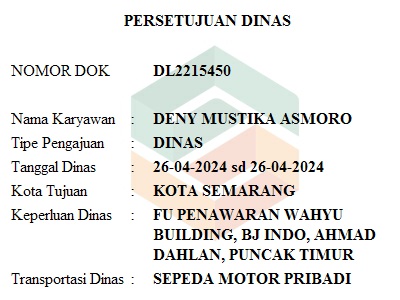 PERSETUJUAN DINAS
NOMOR DOK DL2215450
Nama Karyawan : DENY MUSTIKA ASMORO
Tipe Pengajuan : DINAS
Tanggal Dinas : 26-04-2024 sd 26-04-2024
Kota Tujuan : KOTA SEMARANG
Keperluan Dinas : FU PENAWARAN WAHYU
BUILDING, BJ INDO, AHMAD
DAHLAN, PUNCAK TIMUR
Transportasi Dinas : SEPEDA MOTOR PRIBADI